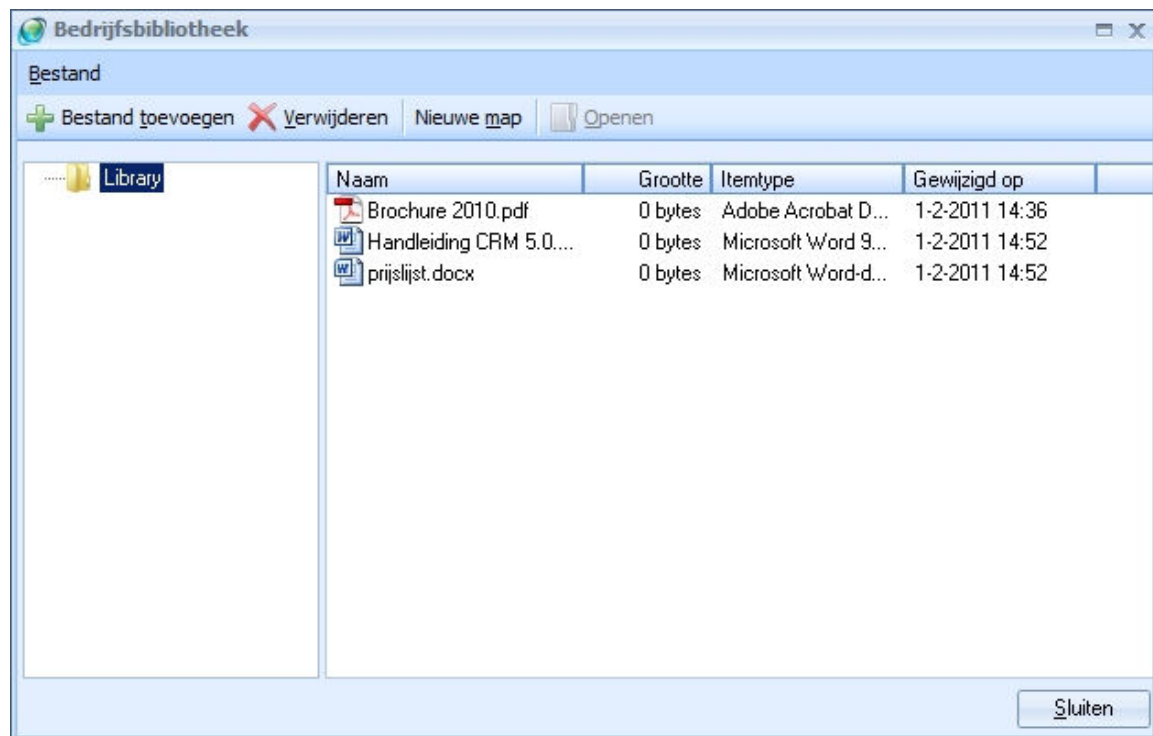 Bedrijfsbibliotheek
Bestand
Bestand toevoegen Verwijderen Nieuwe map Openen
Library
Naam Grootte Itemtype Gewijzigd op
Brochure 2010.pdf 0 bytes Adobe Acrobat D... 1-2-2011 14:36
Handleiding CRM 5.0.... 0 bytes Microsoft Word 9... 1-2-2011 14:52
prijslijst.docx 0 bytes Microsoft Word-d... 1-2-2011 14:52
Sluiten